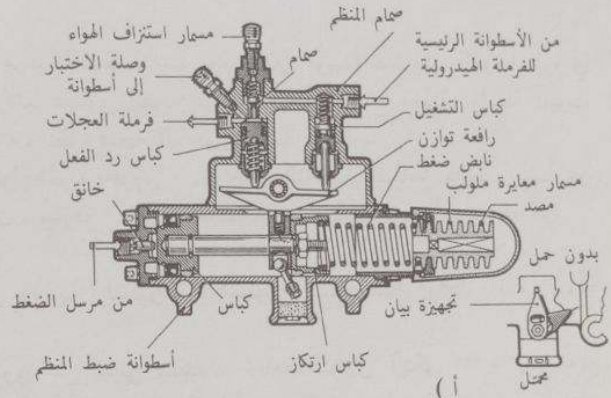 صمام المنظم
مسمار استنزاف الهواء
من الأسطوانة الرئيسية
للفرملة الهيدرولية
صمام
وصلة الاختبار
إلى أسطوانة
كباس التشغيل
فرملة العجلات
رافعة توازن
كباس رد الفعل
نابض ضغط
مسمار معايرة ملولب
خانق
مصد
بدون حمل
من مرسل الضغط
كباس
تجهيزة بيان
أسطوانة ضبط المنظم
كباس ارتكاز
محمّل
أ )